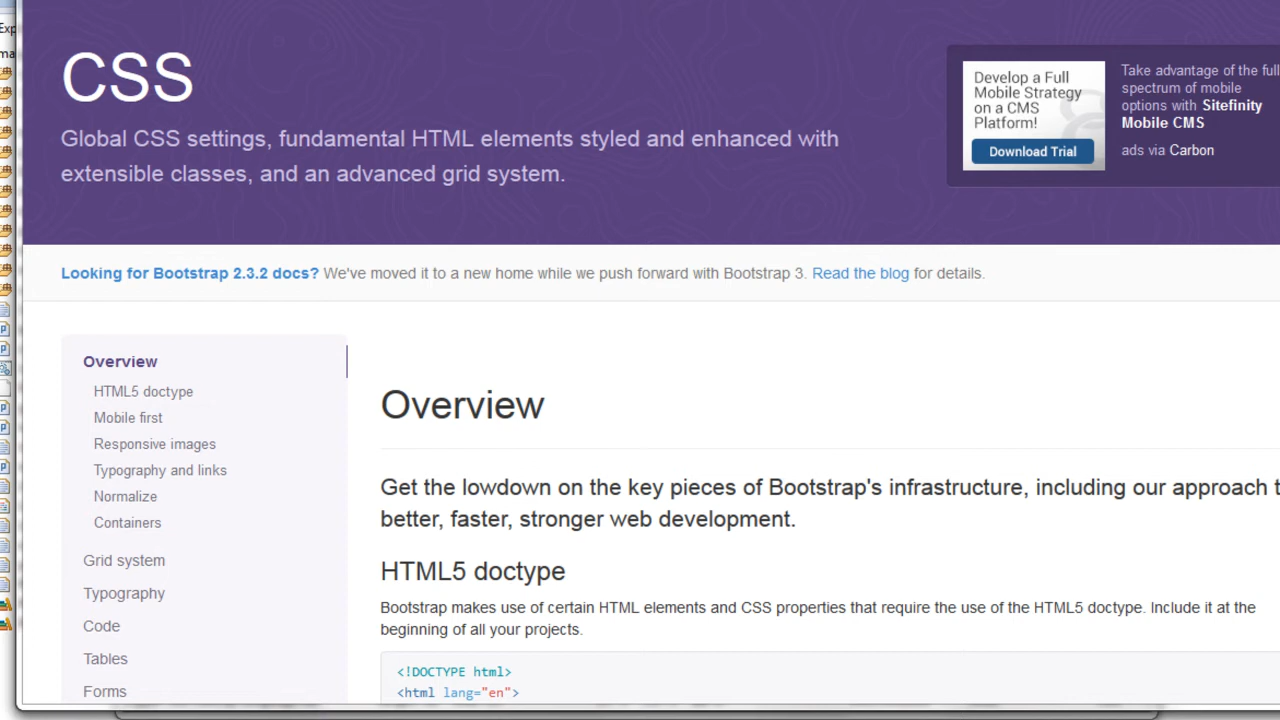 Exp
ma
CSS
Global CSS settings, fundamental HTML elements styled and enhanced with
extensible classes, and an advanced grid system.
Develop a Full
Mobile Strategy
on a CMS
Platform!
Download Trial
Take advantage of the full
spectrum of mobile
options with Sitefinity
Mobile CMS
ads via Carbon
Looking for Bootstrap 2.3.2 docs? We've moved it to a new home while we push forward with Bootstrap 3. Read the blog for details.
Overview
HTML5 doctype
Mobile first
Responsive images
Typography and links
Normalize
Containers
Grid system
Typography
Code
Tables
Forms
Overview
Get the lowdown on the key pieces of Bootstrap's infrastructure, including our approach t
better, faster, stronger web development.
HTML5 doctype
Bootstrap makes use of certain HTML elements and CSS properties that require the use of the HTML5 doctype. Include it at the
beginning of all your projects.
<!DOCTYPE html>
<html lang="en">